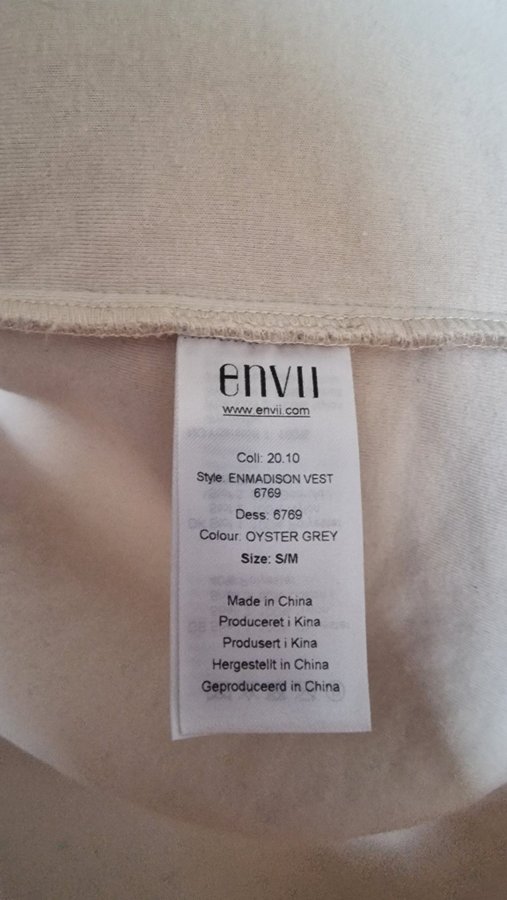 envii
www.envii.com
Coll: 20.10
Style: ENMADISON VEST
6769
Dess: 6769
Colour: OYSTER GREY
Size: S/M
Made in China
Produceret i Kina
Produsert i Kina
Hergestellt in China
Geproduceerd in China